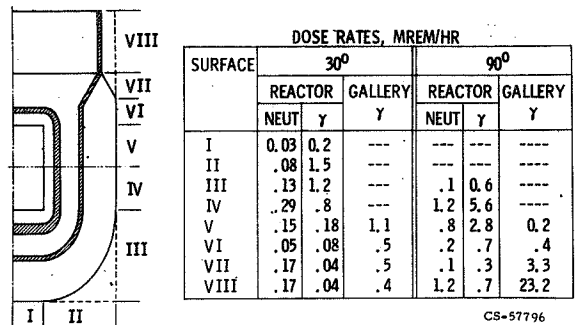 VIII
VII
VI
V
IV
III
I II
DOSE RATES, MREM/HR
SURFACE 30⁰ 90⁰
REACTOR GALLERY REACTOR GALLERY
NEUT γ γ NEUT γ γ
I 0.03 0.2 --- --- --- ----
II .08 1.5 --- --- --- ----
III .13 1.2 --- .1 0.6 ----
IV .29 .8 --- 1.2 5.6 ----
V .15 .18 1.1 .8 2.8 0.2
VI .05 .08 .5 .2 .7 .4
VII .17 .04 .5 .1 .3 3.3
VIII .17 .04 .4 1.2 .7 23.2
CS-57796